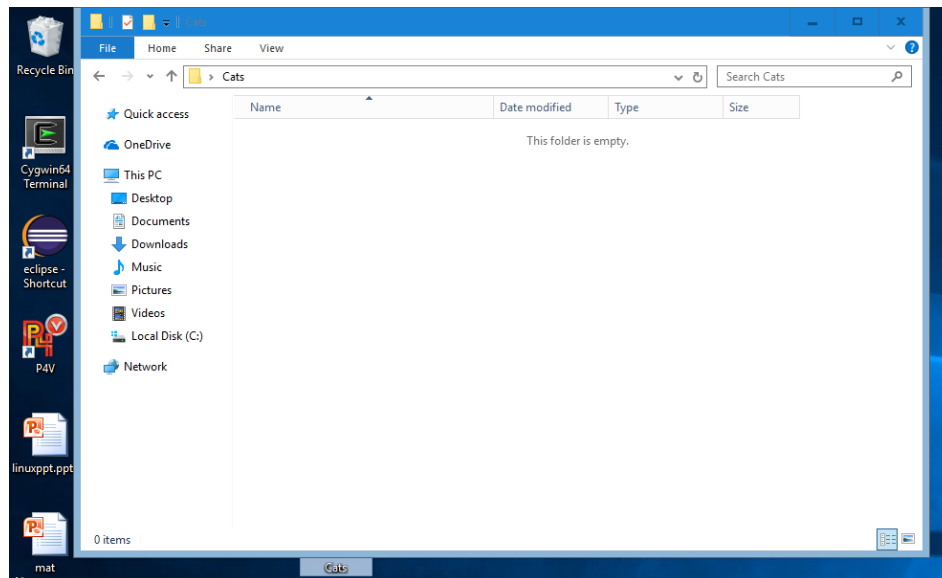 Recycle Bin
Cygwin64
Terminal
eclipse -
Shortcut
P4V
linuxppt.ppt
mat
Cats
File Home Share View
Cats
Search Cats
Quick access
OneDrive
This PC
Desktop
Documents
Downloads
Music
Pictures
Videos
Local Disk (C:)
Network
Name Date modified Type Size
This folder is empty.
0 items
Cats